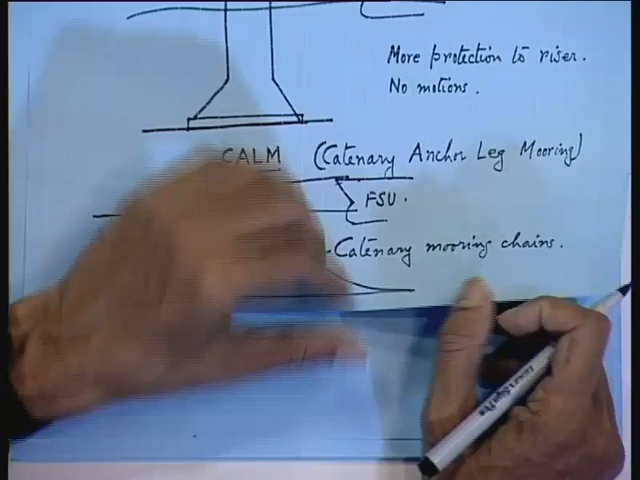 More protection to riser.
No motions.
CALM (Catenary Anchor Leg Mooring)
FSU.
Catenary mooring chains.